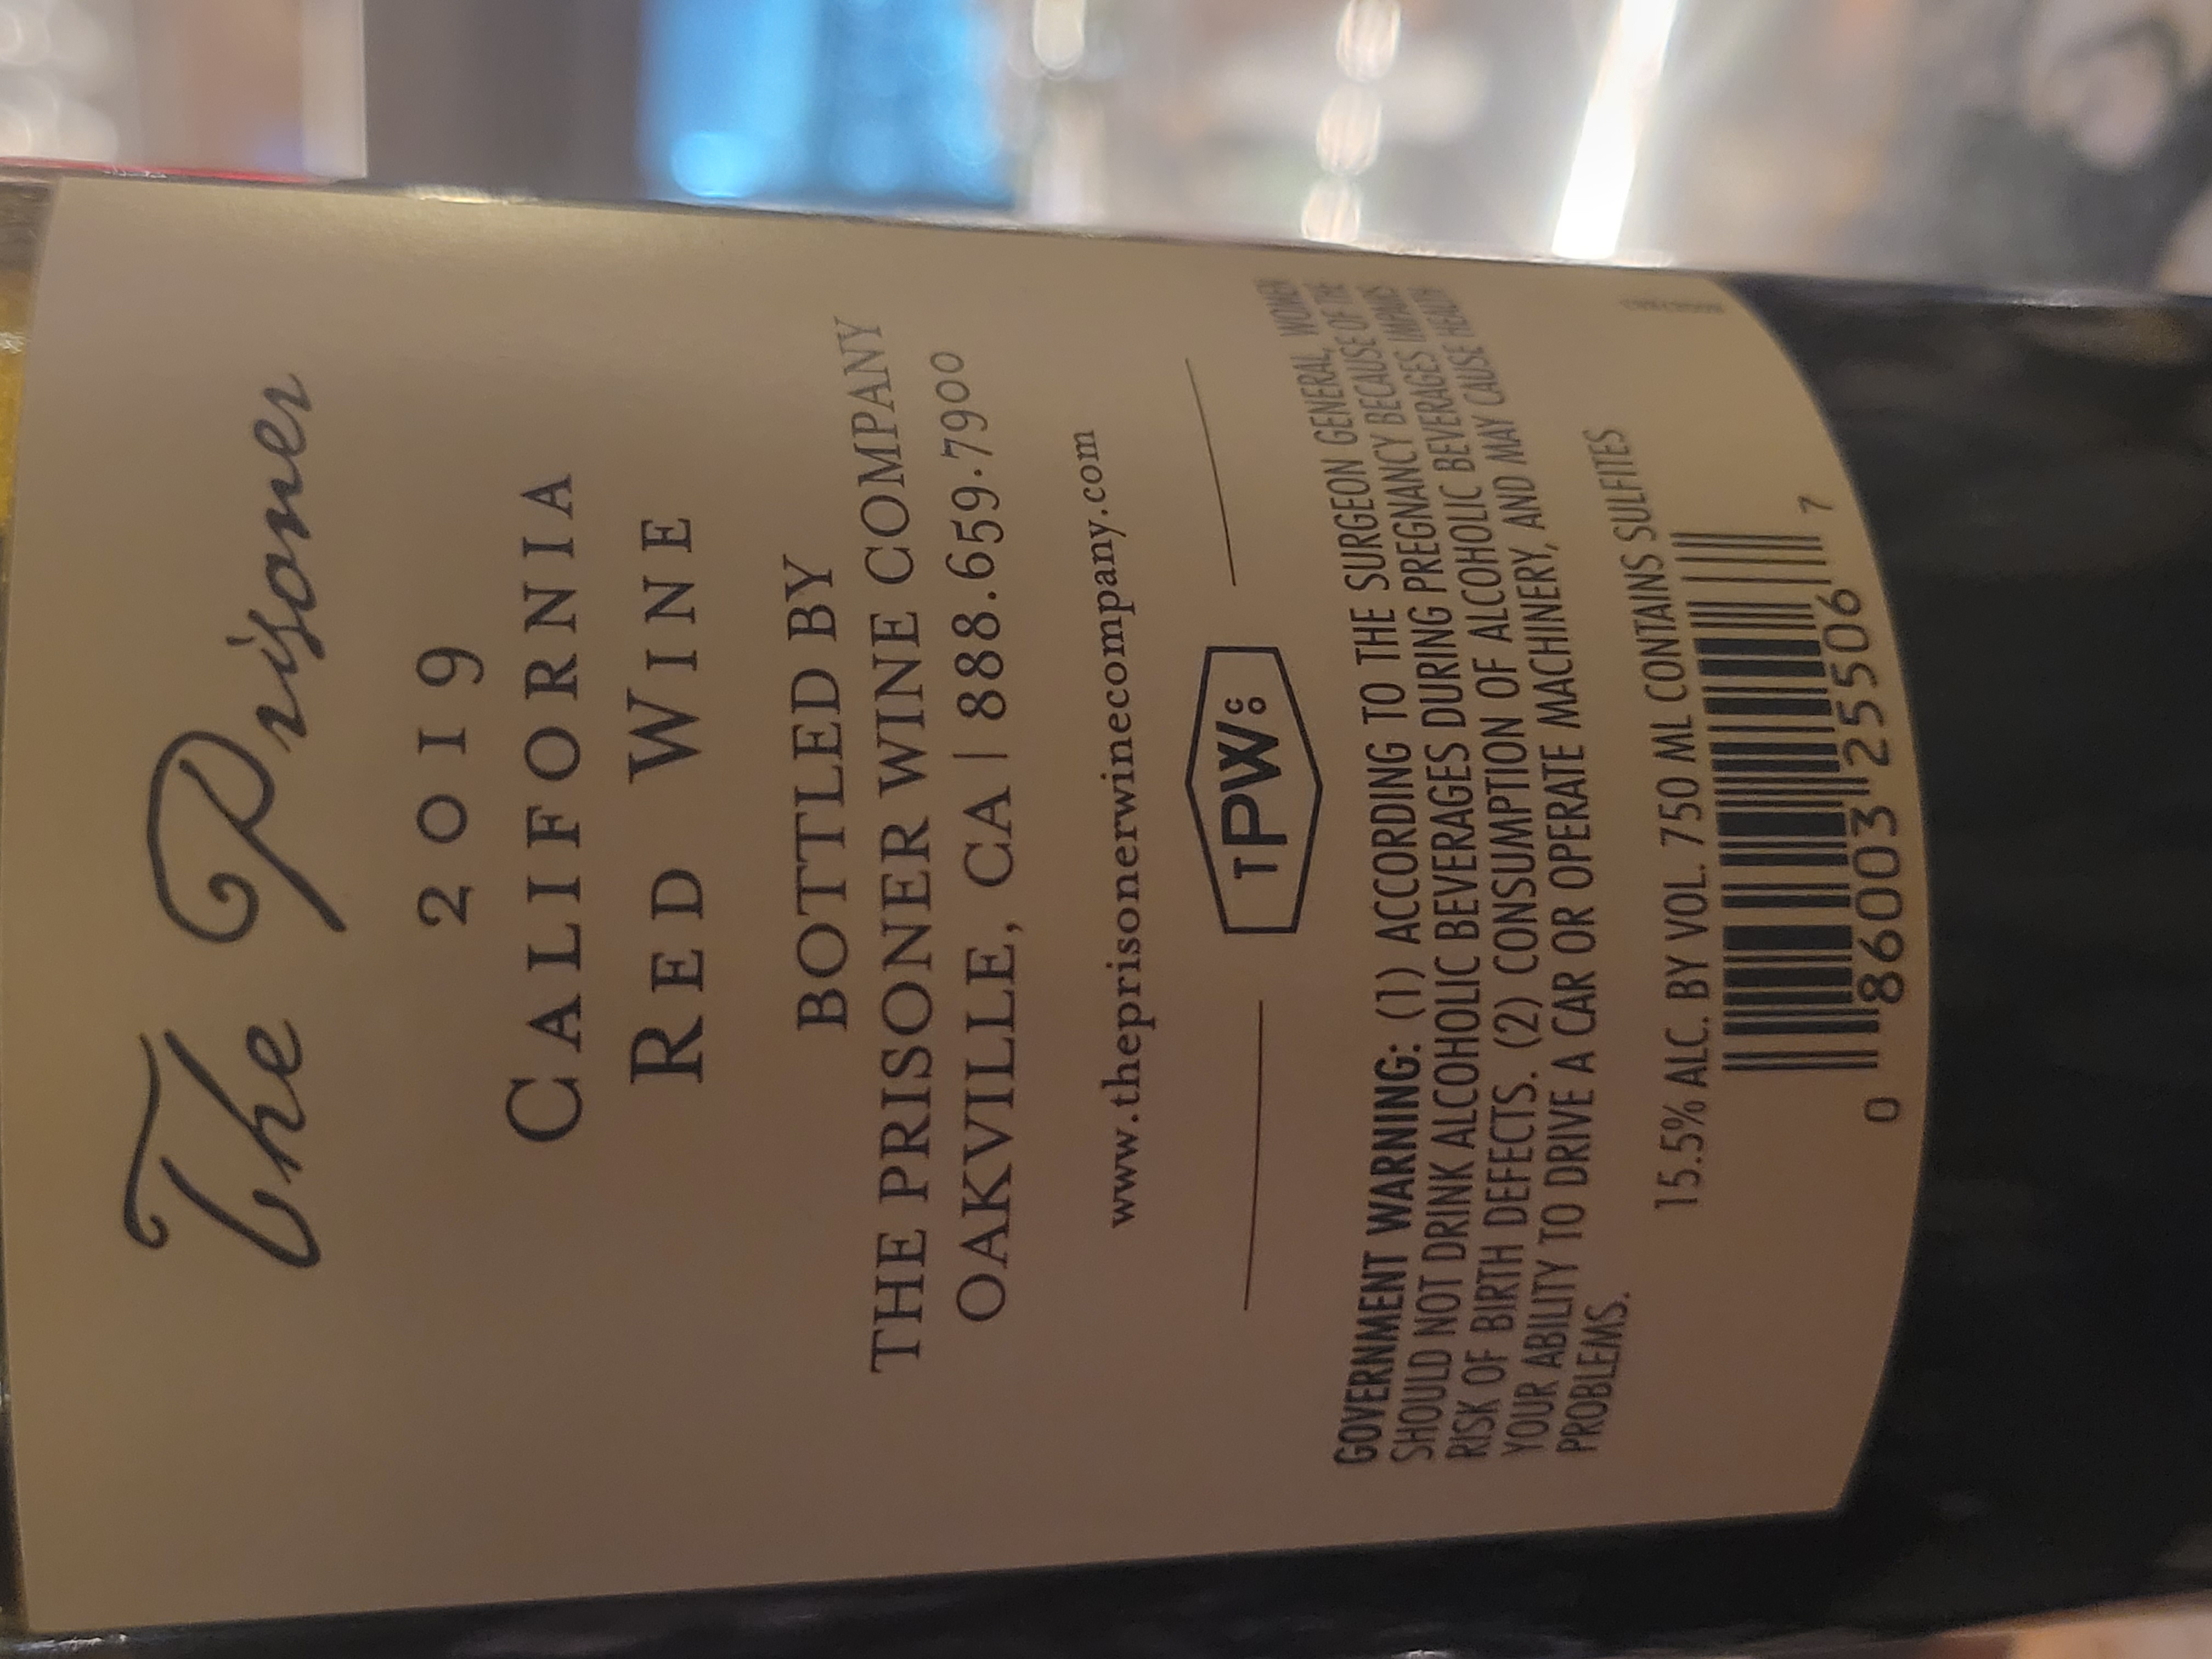 The Prisoner
2019
CALIFORNIA
RED WINE
BOTTLED BY
THE PRISONER WINE COMPANY
OAKVILLE, CA | 888.659.7900
www.theprisonerwinecompany.com
TPWCO
GOVERNMENT WARNING: (1) ACCORDING TO THE SURGEON GENERAL, WOMEN
SHOULD NOT DRINK ALCOHOLIC BEVERAGES DURING PREGNANCY BECAUSE OF THE
RISK OF BIRTH DEFECTS. (2) CONSUMPTION OF ALCOHOLIC BEVERAGES IMPAIRS
YOUR ABILITY TO DRIVE A CAR OR OPERATE MACHINERY, AND MAY CAUSE HEALTH
PROBLEMS.
15.5% ALC. BY VOL. 750 ML CONTAINS SULFITES
0 86003 25506 7